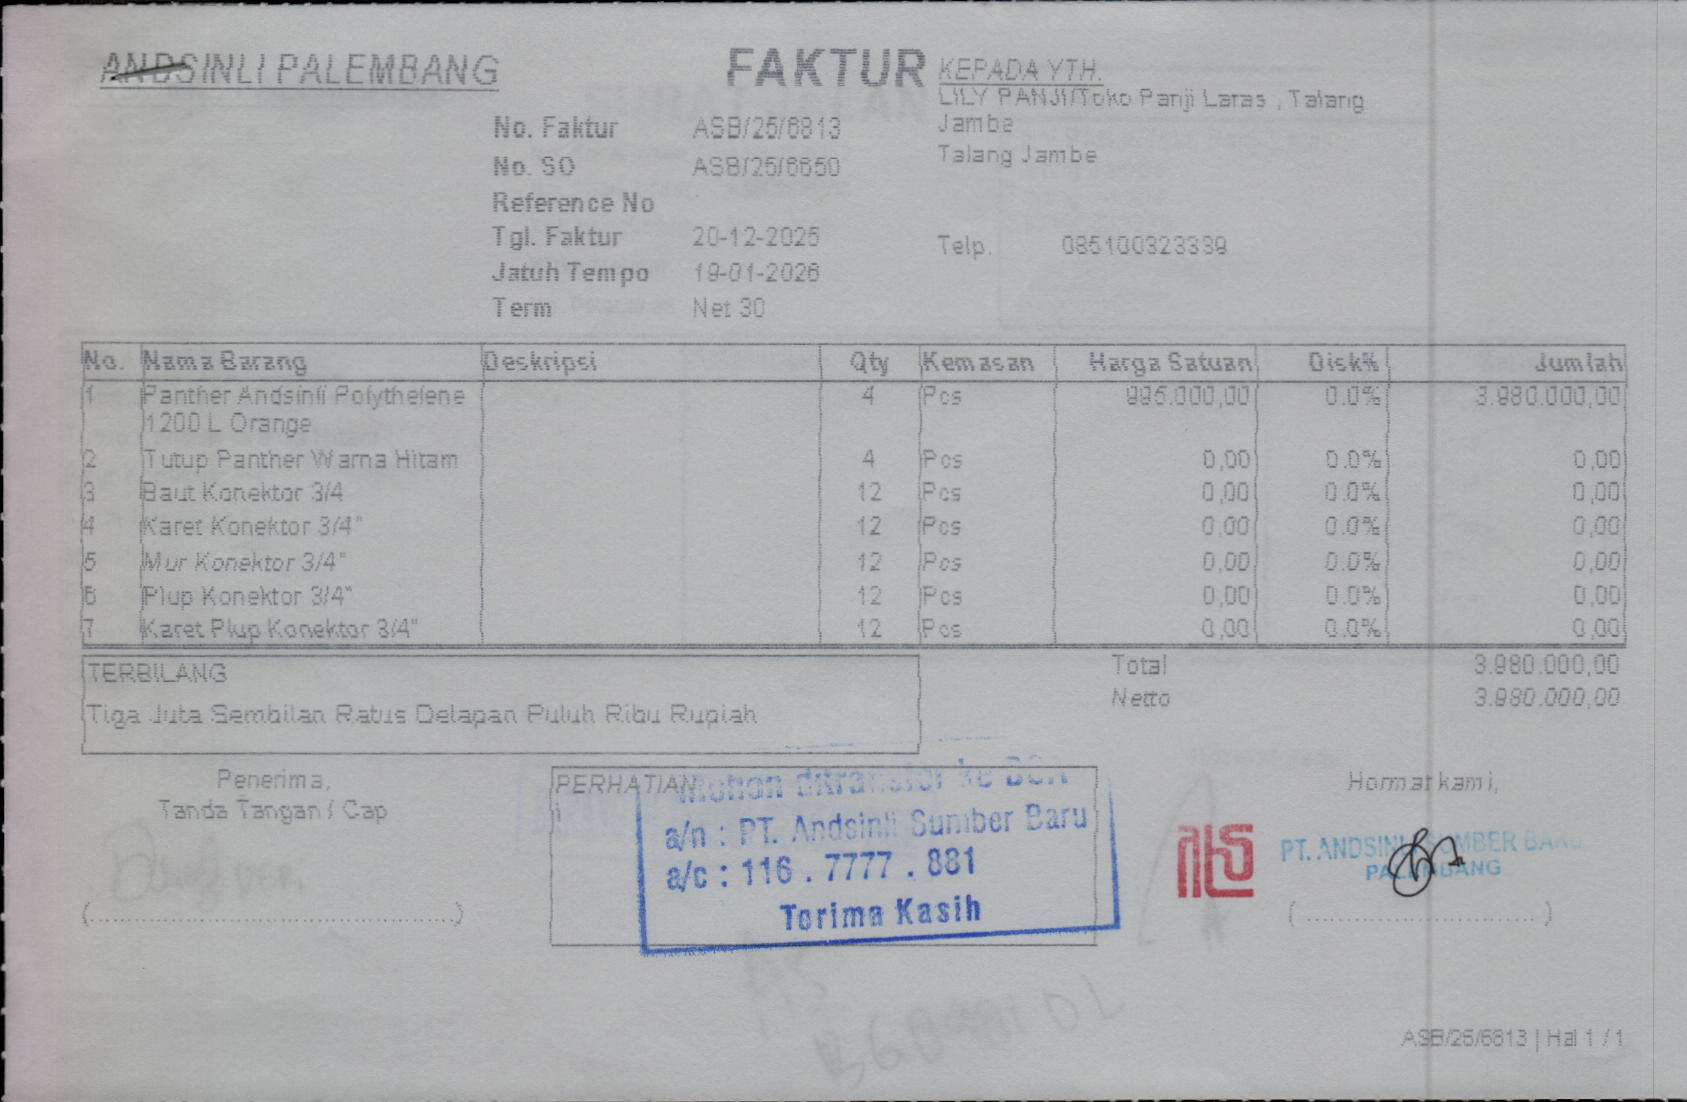 ANDSINLI PALEMBANG
FAKTUR
KEPADA YTH.
LILY PANJI/Toko Panji Laras , Talang
Jambe
Talang Jambe
Telp. 085100323339
No. Faktur ASB/25/6813
No. SO ASB/25/6650
Reference No
Tgl. Faktur 20-12-2025
Jatuh Tempo 19-01-2026
Term Net 30
No. Nama Barang Deskripsi Qty Kemasan Harga Satuan Disk% Jumlah
1 Panther Andsinli Polythelene 4 Pcs 995.000,00 0.0% 3.980.000,00
1200 L Orange
2 Tutup Panther Warna Hitam 4 Pcs 0,00 0.0% 0,00
3 Baut Konektor 3/4 12 Pcs 0,00 0.0% 0,00
4 Karet Konektor 3/4" 12 Pcs 0,00 0.0% 0,00
5 Mur Konektor 3/4" 12 Pcs 0,00 0.0% 0,00
6 Plup Konektor 3/4" 12 Pcs 0,00 0.0% 0,00
7 Karet Plup Konektor 3/4" 12 Pcs 0,00 0.0% 0,00
TERBILANG
Tiga Juta Sembilan Ratus Delapan Puluh Ribu Rupiah
Total 3.980.000,00
Netto 3.980.000,00
Penerima,
Tanda Tangan / Cap
(..........................................)
PERHATIAN
i
Mohon ditransfer ke BCA
a/n : PT. Andsinli Sumber Baru
a/c : 116 . 7777 . 881
Terima Kasih
Hormat kami,
PT. ANDSINLI SUMBER BARU
PALEMBANG
(..........................)
ASB/25/6813 | Hal 1 / 1